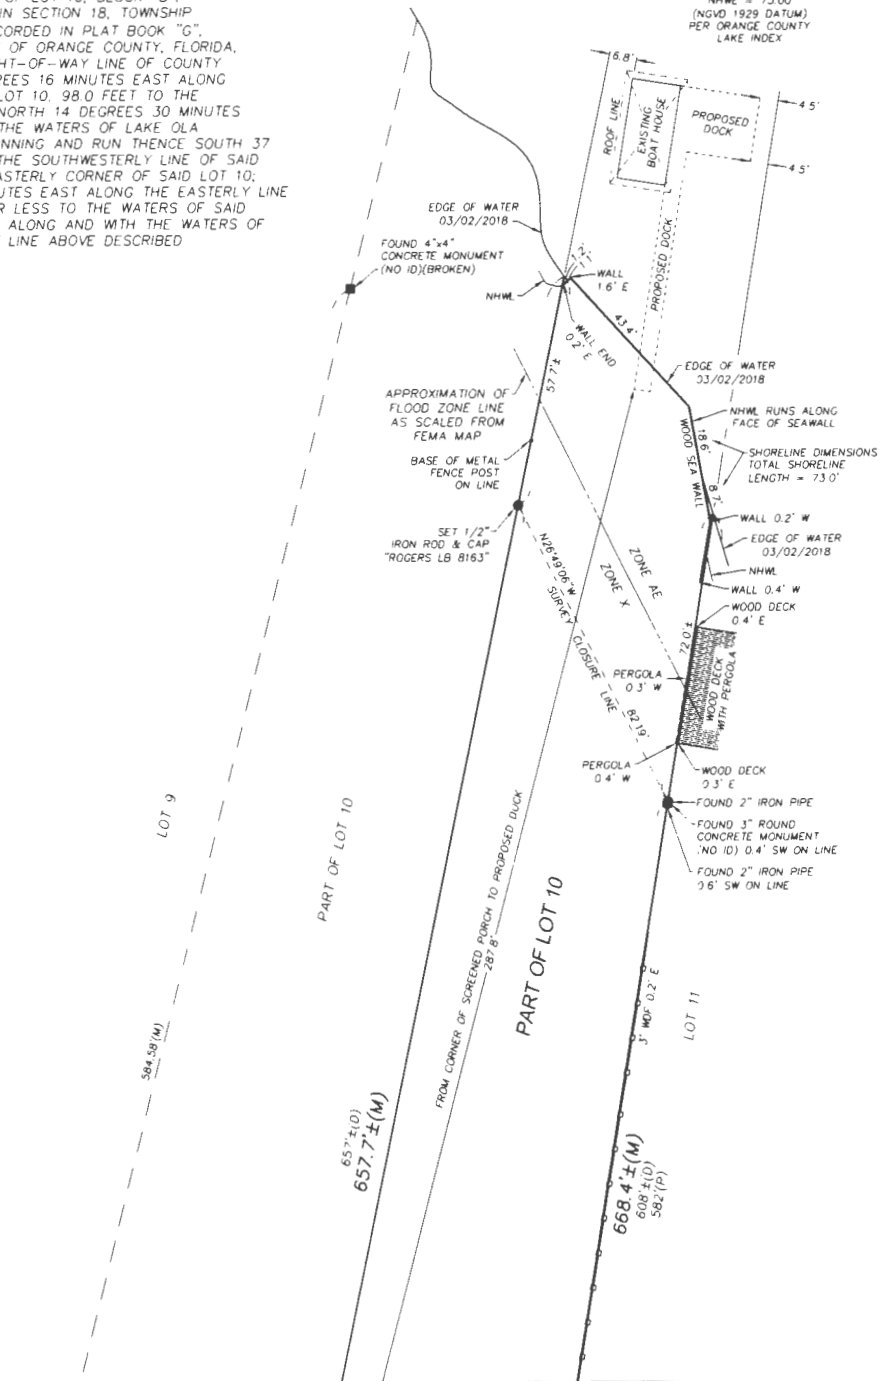 IN SECTION 18, TOWNSHIP
CORDED IN PLAT BOOK "G",
OF ORANGE COUNTY, FLORIDA,
HT-OF-WAY LINE OF COUNTY
REES 16 MINUTES EAST ALONG
LOT 10, 98.0 FEET TO THE
NORTH 14 DEGREES 30 MINUTES
THE WATERS OF LAKE OLA
NNING AND RUN THENCE SOUTH 37
THE SOUTHWESTERLY LINE OF SAID
ASTERLY CORNER OF SAID LOT 10;
UTES EAST ALONG THE EASTERLY LINE
R LESS TO THE WATERS OF SAID
ALONG AND WITH THE WATERS OF
LINE ABOVE DESCRIBED
(NGVD 1929 DATUM)
PER ORANGE COUNTY
LAKE INDEX
6.8'
ROOF LINE
EXISTING
BOAT HOUSE
PROPOSED
DOCK
4.5'
4.5'
PROPOSED DOCK
EDGE OF WATER
03/02/2018
FOUND 4"x4"
CONCRETE MONUMENT
(NO ID)(BROKEN)
NHWL
WALL
1.6' E
WALL END
0.2' E
43.4'
57.7'±
EDGE OF WATER
03/02/2018
NHWL RUNS ALONG
FACE OF SEAWALL
18.6'
WOOD SEA WALL
SHORELINE DIMENSIONS
TOTAL SHORELINE
LENGTH = 73.0'
8.7'
APPROXIMATION OF
FLOOD ZONE LINE
AS SCALED FROM
FEMA MAP
BASE OF METAL
FENCE POST
ON LINE
SET 1/2"
IRON ROD & CAP
"ROGERS LB 8163"
WALL 0.2' W
EDGE OF WATER
03/02/2018
NHWL
WALL 0.4' W
WOOD DECK
0.4' E
N26°49'06"W
SURVEY CLOSURE LINE
82.19'
ZONE AE
ZONE X
72.0'±
WOOD DECK
WITH PERGOLA
PERGOLA
0.3' W
PERGOLA
0.4' W
WOOD DECK
0.3' E
FOUND 2" IRON PIPE
FOUND 3" ROUND
CONCRETE MONUMENT
(NO ID) 0.4' SW ON LINE
FOUND 2" IRON PIPE
0.6' SW ON LINE
LOT 9
PART OF LOT 10
FROM CORNER OF SCREENED PORCH TO PROPOSED DUCK
287.8'
PART OF LOT 10
WDF 0.2' E
LOT 11
584.58'(M)
657'±(D)
657.7'±(M)
668.4'±(M)
608'±(D)
582'(P)